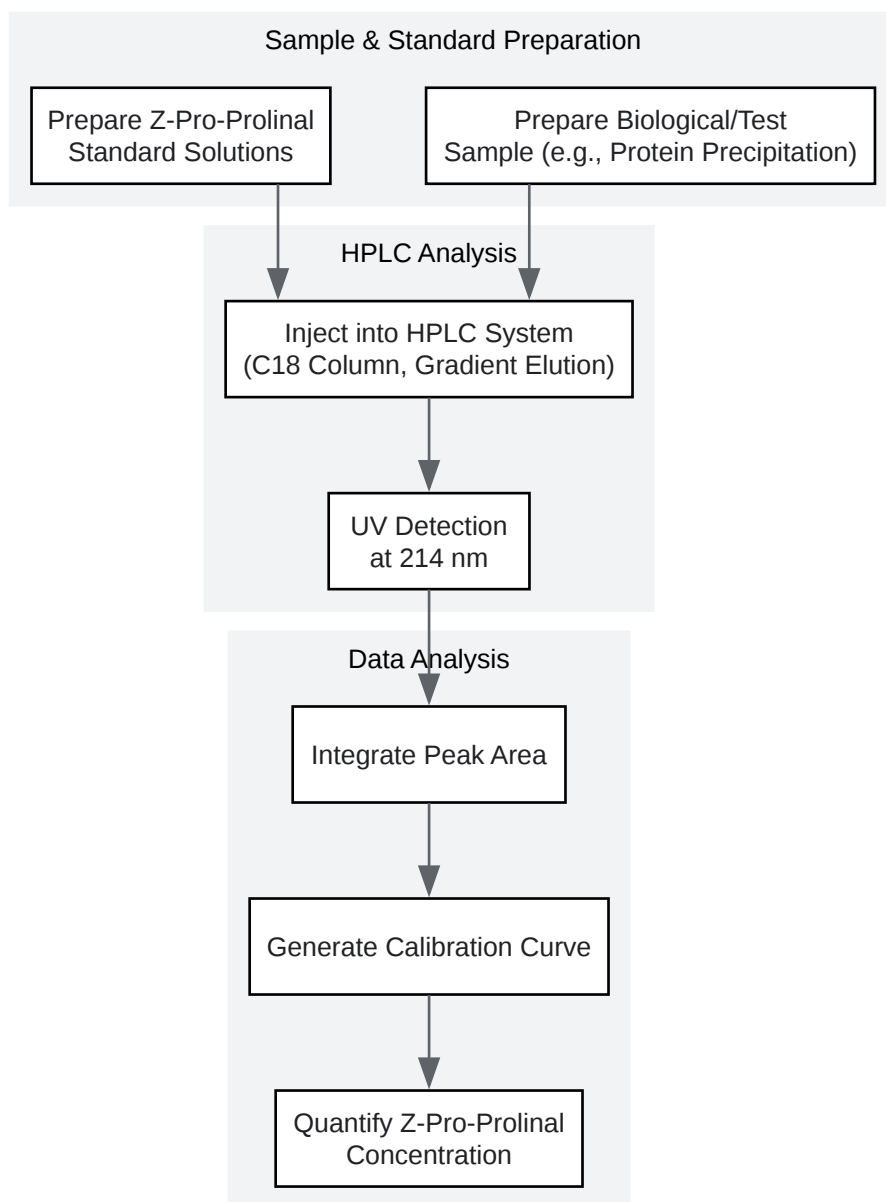 Sample & Standard Preparation
Prepare Z-Pro-Prolinal
Standard Solutions
Prepare Biological/Test
Sample (e.g., Protein Precipitation)
HPLC Analysis
Inject into HPLC System
(C18 Column, Gradient Elution)
UV Detection
at 214 nm
Data Analysis
Integrate Peak Area
Generate Calibration Curve
Quantify Z-Pro-Prolinal
Concentration